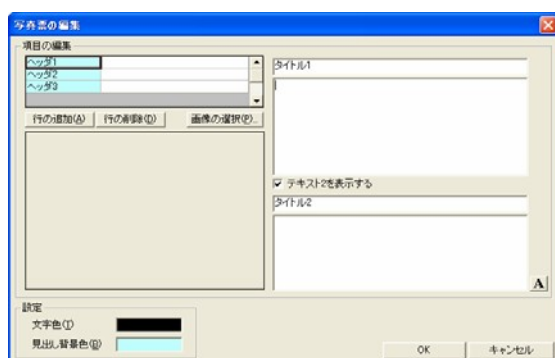 写真票の編集
項目の編集
ヘッダ1
ヘッダ2
ヘッダ3
行の追加(A)
行の削除(D)
画像の選択(P)...
タイトル1
テキスト2を表示する
タイトル2
A
設定
文字色(T)
見出し背景色(B)
OK
キャンセル